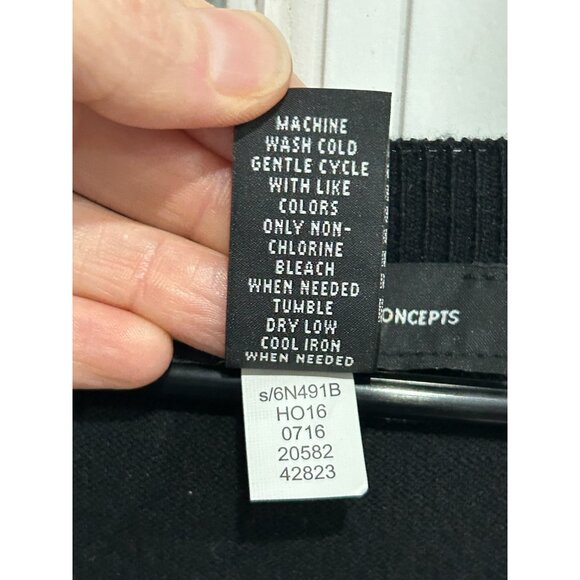 MACHINE
WASH COLD
GENTLE CYCLE
WITH LIKE
COLORS
ONLY NON-
CHLORINE
BLEACH
WHEN NEEDED
TUMBLE
DRY LOW
COOL IRON
WHEN NEEDED
ONCEPTS
s/6N491B
HO16
0716
20582
42823